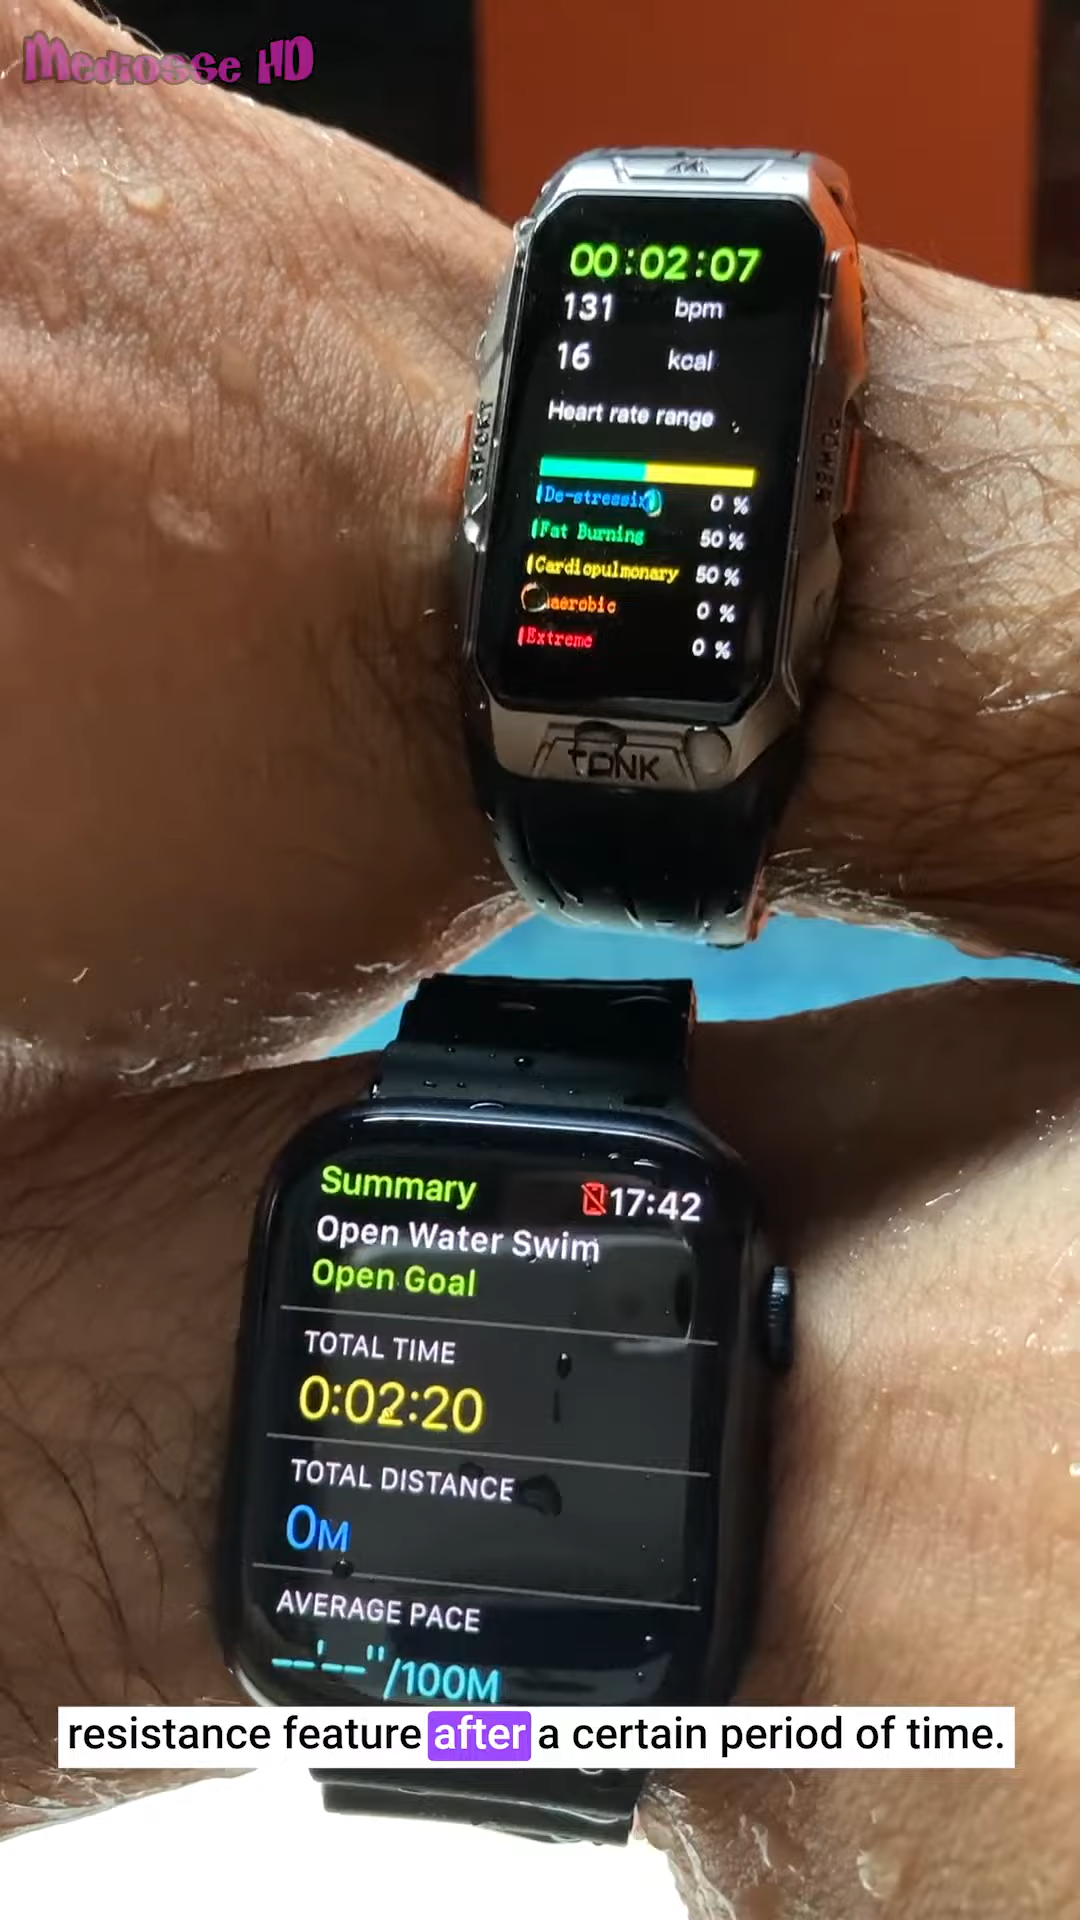 Mediosse HD
00:02:07
131 bpm
16 kcal
Heart rate range
De-stressing 0 %
Fat Burning 50 %
Cardiopulmonary 50 %
Anaerobic 0 %
Extreme 0 %
SPORT
POWER
TANK
Summary 17:42
Open Water Swim
Open Goal
TOTAL TIME
0:02:20
TOTAL DISTANCE
0M
AVERAGE PACE
--'--"/100M
resistance feature after a certain period of time.